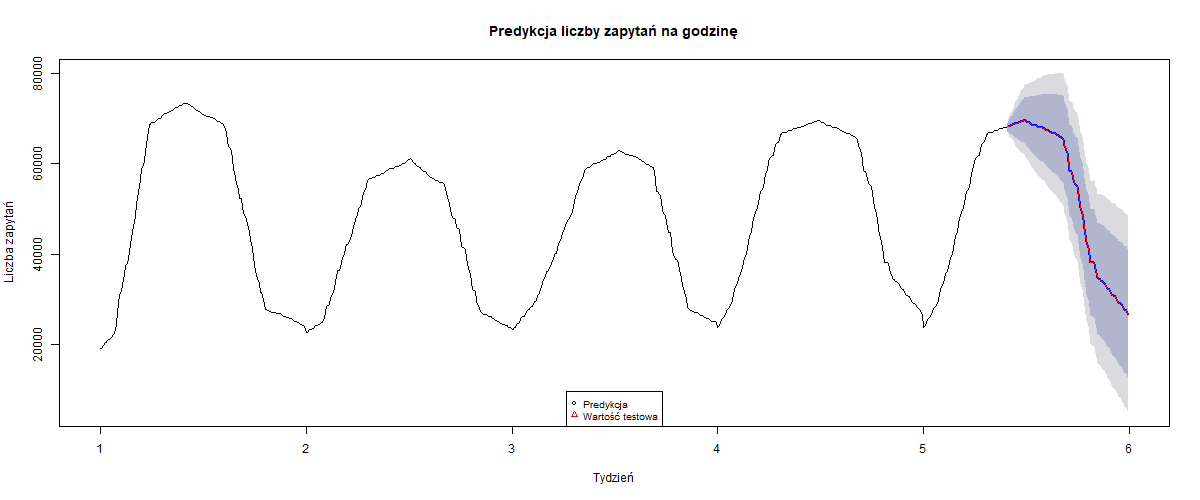 Predykcja liczby zapytań na godzinę
80000
60000
40000
20000
Liczba zapytań
Predykcja
Wartość testowa
1 2 3 4 5 6
Tydzień